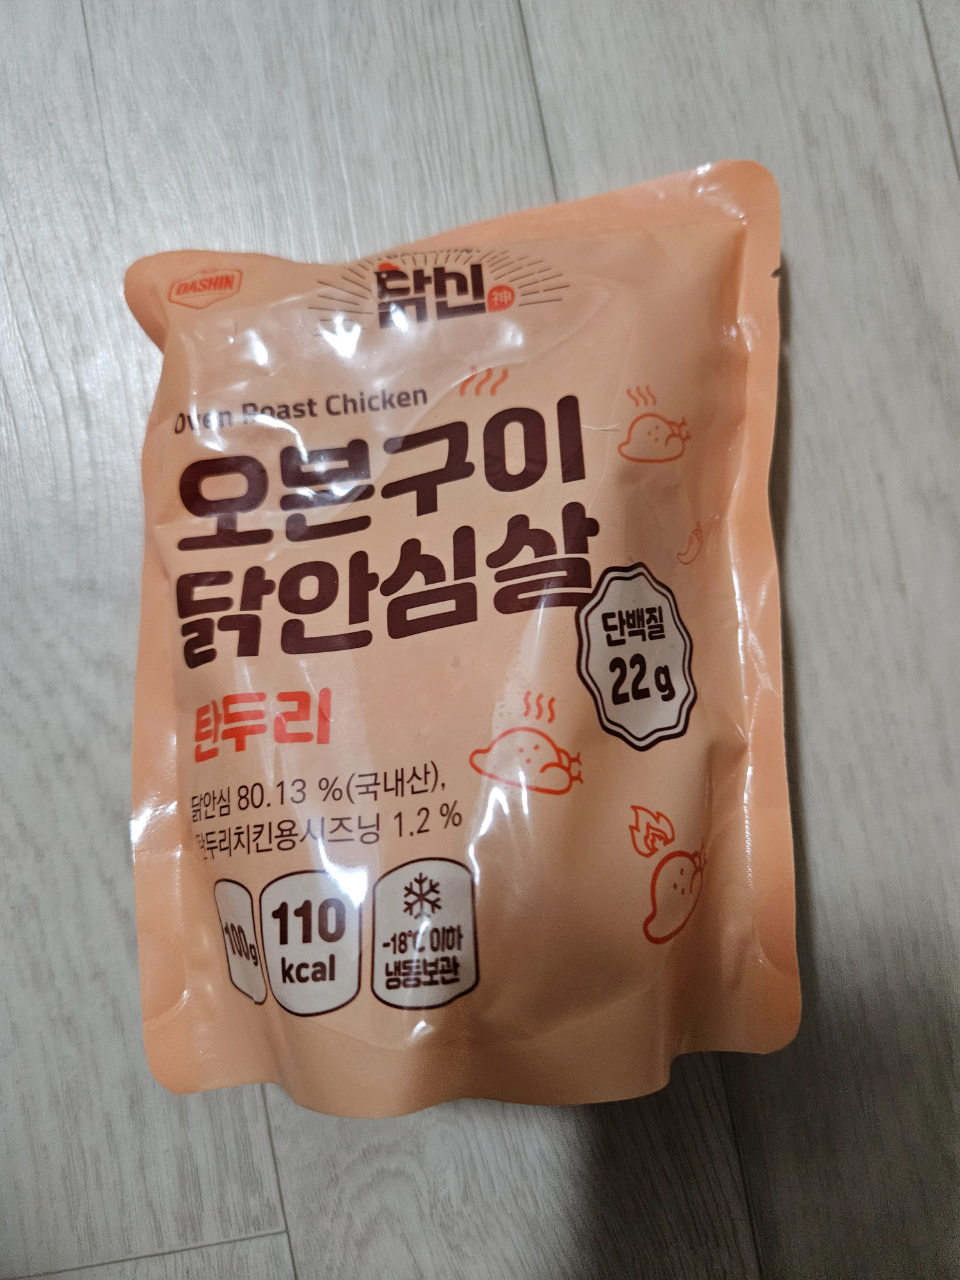 DASHIN
닭신 神
Oven Roast Chicken
오븐구이
닭안심살
단백질
22 g
탄두리
닭안심 80.13 %(국내산),
탄두리치킨용시즈닝 1.2 %
100g
110
kcal
-18℃ 이하
냉동보관